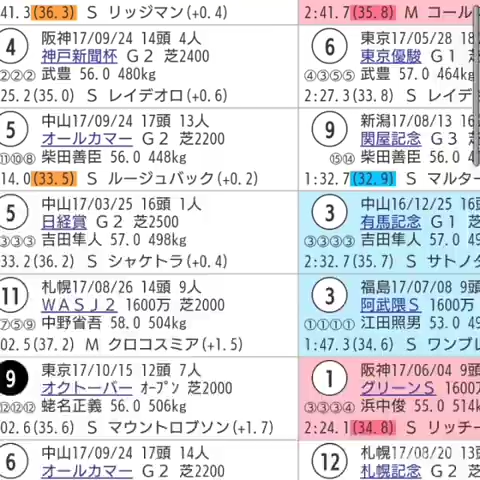 41.3(36.3) S リッジマン(+0.4)
2:41.7(35.8) M コール
4
阪神17/09/24 14頭 4人
神戸新聞杯 G2 芝2400
②②② 武豊 56.0 480kg
25.2(35.0) S レイデオロ(+0.6)
6
東京17/05/28 18
東京優駿 G1 芝
④③⑤⑤ 武豊 57.0 464k
2:27.3(33.8) S レイデ
5
中山17/09/24 17頭 13人
オールカマー G2 芝2200
⑪⑩⑧ 柴田善臣 56.0 448kg
14.0(33.5) S ルージュバック(+0.2)
9
新潟17/08/13 16
関屋記念 G3 芝
⑮⑭ 柴田善臣 56.0 4
1:32.7(32.9) S マルター
5
中山17/03/25 16頭 1人
日経賞 G2 芝2500
③③③ 吉田隼人 57.0 498kg
33.2(36.2) S シャケトラ(+0.4)
3
中山16/12/25 16
有馬記念 G1 芝
③③③③ 吉田隼人 57.0 49
2:32.7(35.7) S サトノ
11
札幌17/08/26 14頭 9人
WASJ2 1600万 芝2000
⑦⑤⑨ 中野省吾 58.0 504kg
02.5(37.2) M クロコスミア(+1.5)
3
福島17/07/08 9頭
阿武隈S 1600万
①①①① 江田照男 53.0 49
1:47.3(34.6) S ワンブレ
9
東京17/10/15 12頭 7人
オクトーバー オープン 芝2000
⑫⑫⑫ 蛯名正義 56.0 506kg
02.6(35.6) S マウントロブソン(+1.7)
1
阪神17/06/04 9頭
グリーンS 1600万
③③③④ 浜中俊 55.0 514k
2:24.1(34.8) S リッチー
6
中山17/09/24 17頭 14人
オールカマー G2 芝2200
12
札幌17/08/20 13頭
札幌記念 G2 芝